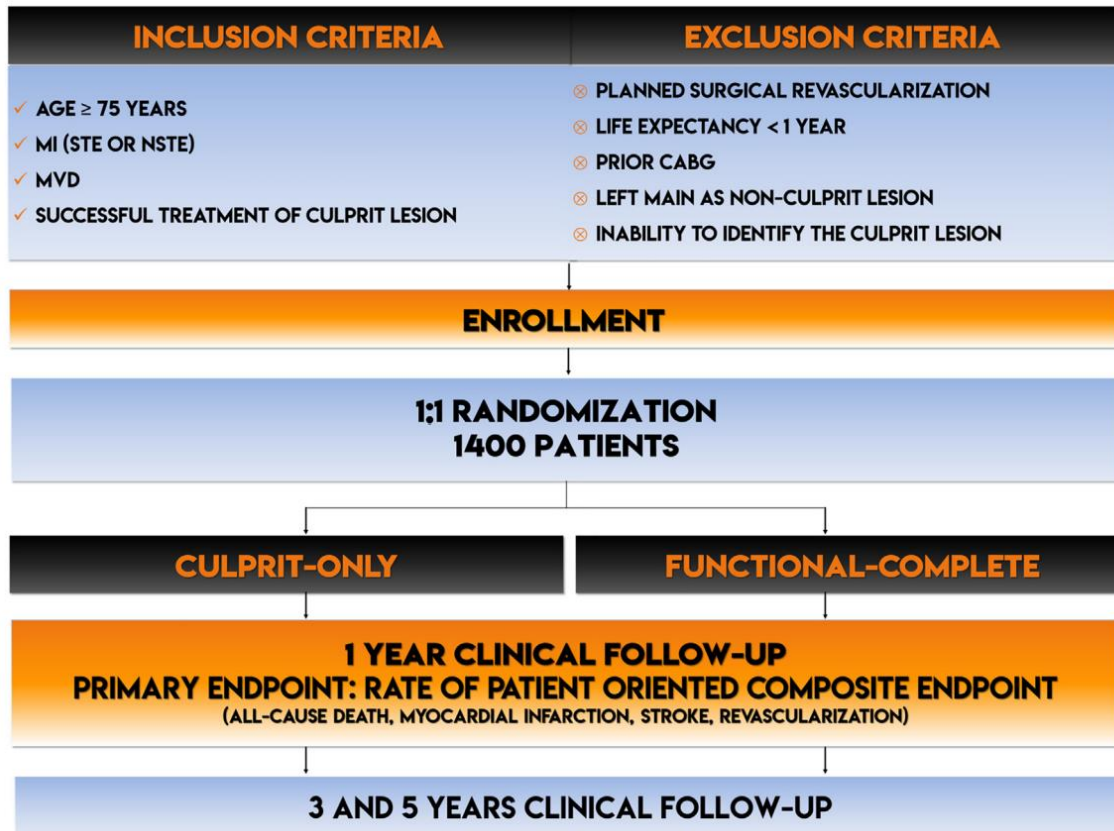 INCLUSION CRITERIA
AGE ≥ 75 YEARS
MI (STE OR NSTE)
MVD
SUCCESSFUL TREATMENT OF CULPRIT LESION
EXCLUSION CRITERIA
PLANNED SURGICAL REVASCULARIZATION
LIFE EXPECTANCY < 1 YEAR
PRIOR CABG
LEFT MAIN AS NON-CULPRIT LESION
INABILITY TO IDENTIFY THE CULPRIT LESION
ENROLLMENT
1:1 RANDOMIZATION
1400 PATIENTS
CULPRIT-ONLY
FUNCTIONAL-COMPLETE
1 YEAR CLINICAL FOLLOW-UP
PRIMARY ENDPOINT: RATE OF PATIENT ORIENTED COMPOSITE ENDPOINT
(ALL-CAUSE DEATH, MYOCARDIAL INFARCTION, STROKE, REVASCULARIZATION)
3 AND 5 YEARS CLINICAL FOLLOW-UP